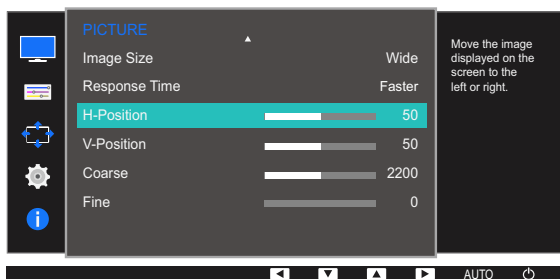 PICTURE
Image Size Wide
Response Time Faster
H-Position 50
V-Position 50
Coarse 2200
Fine 0
Move the image
displayed on the
screen to the
left or right.
AUTO